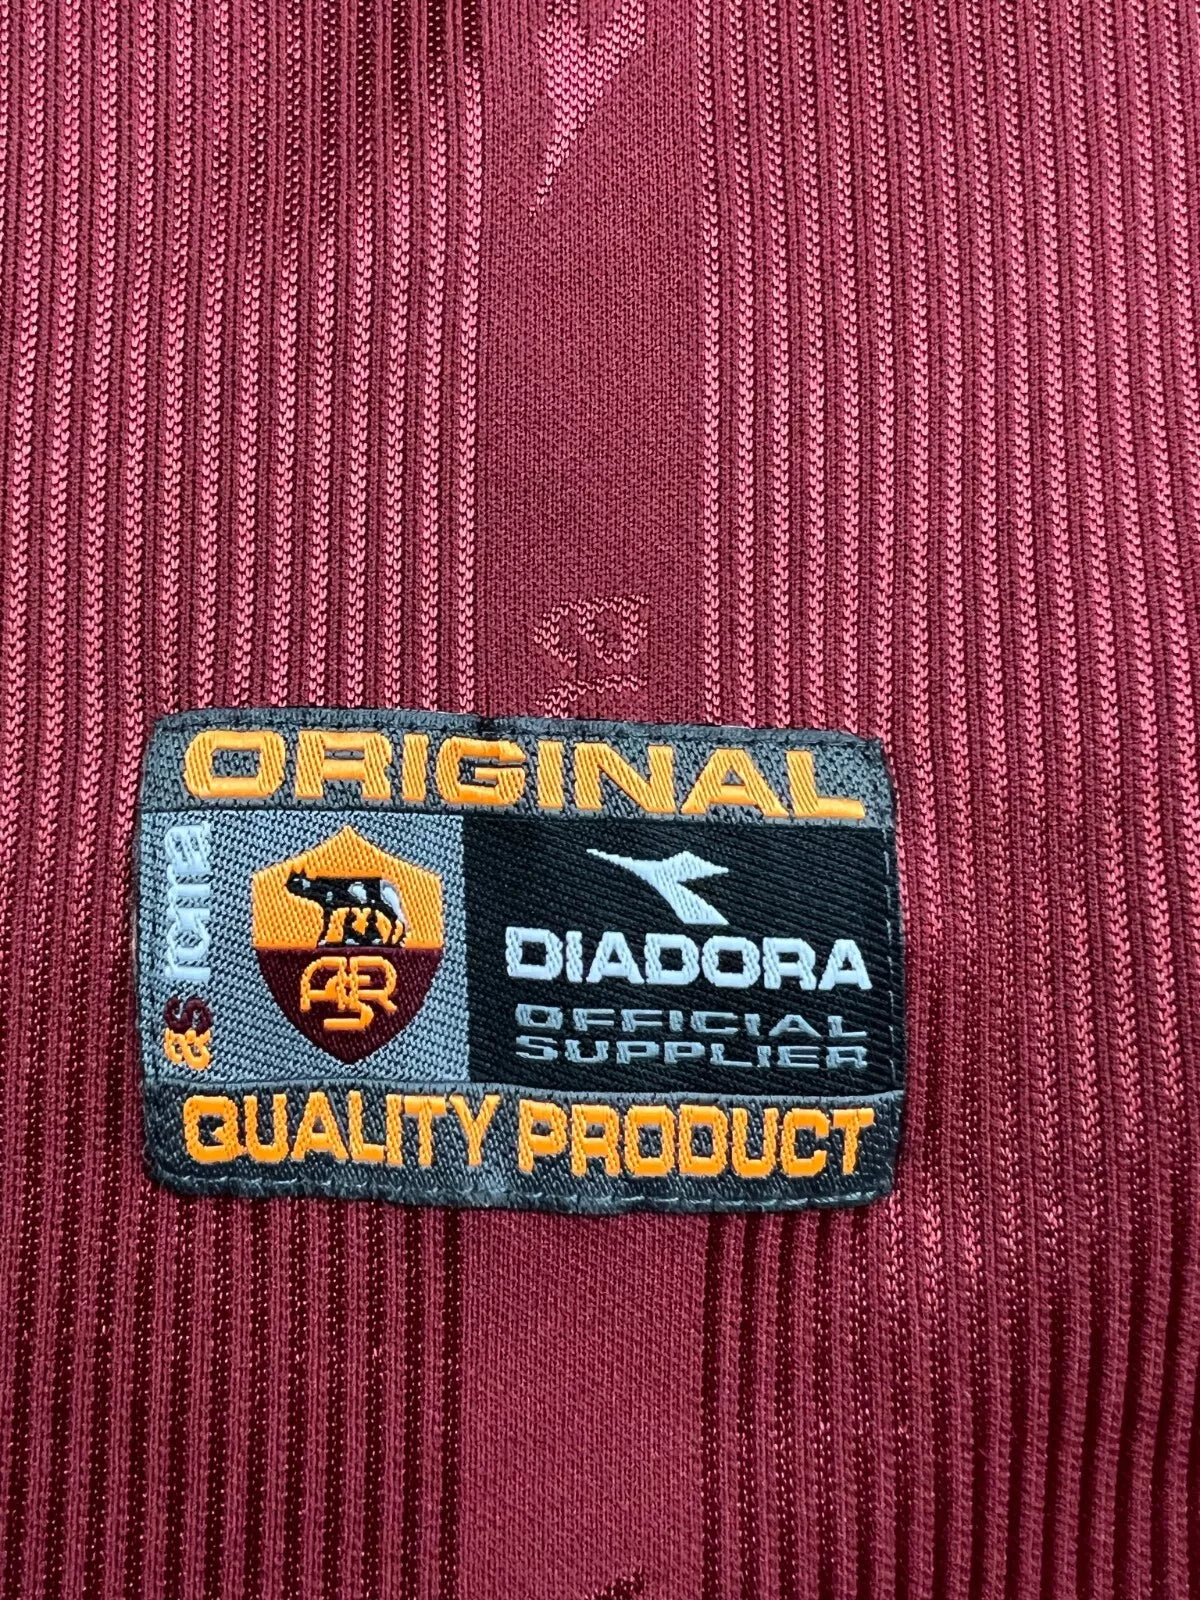 ORIGINAL
as roma
ASR
DIADORA
OFFICIAL
SUPPLIER
QUALITY PRODUCT